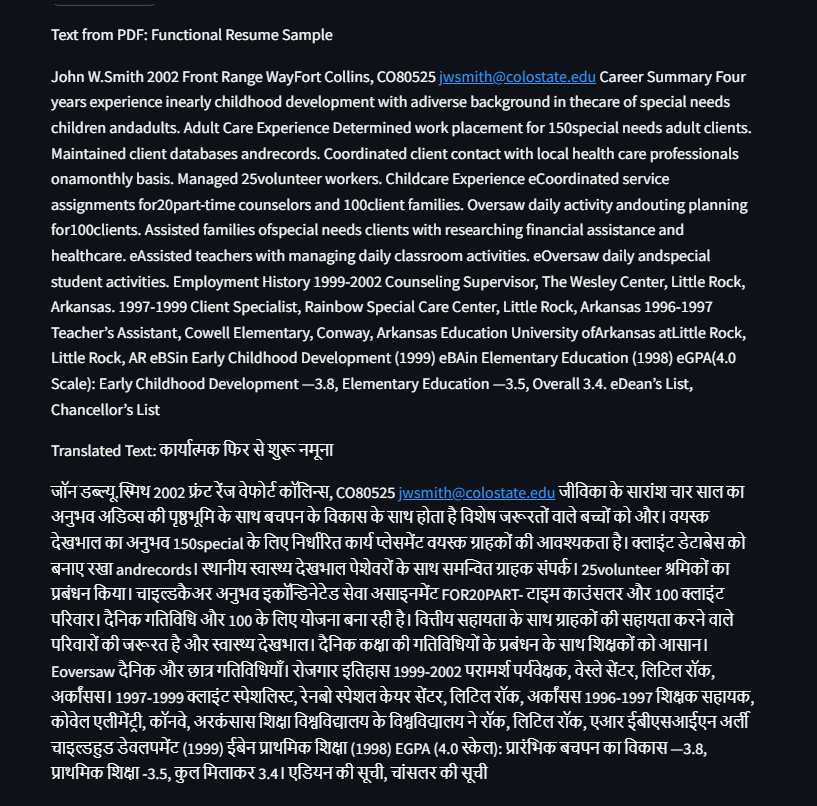 Text from PDF: Functional Resume Sample
John W.Smith 2002 Front Range WayFort Collins, CO80525 jwsmith@colostate.edu Career Summary Four
years experience inearly childhood development with adiverse background in thecare of special needs
children andadults. Adult Care Experience Determined work placement for 150special needs adult clients.
Maintained client databases andrecords. Coordinated client contact with local health care professionals
onamonthly basis. Managed 25volunteer workers. Childcare Experience eCoordinated service
assignments for20part-time counselors and 100client families. Oversaw daily activity andouting planning
for100clients. Assisted families ofspecial needs clients with researching financial assistance and
healthcare. eAssisted teachers with managing daily classroom activities. eOversaw daily andspecial
student activities. Employment History 1999-2002 Counseling Supervisor, The Wesley Center, Little Rock,
Arkansas. 1997-1999 Client Specialist, Rainbow Special Care Center, Little Rock, Arkansas 1996-1997
Teacher’s Assistant, Cowell Elementary, Conway, Arkansas Education University ofArkansas atLittle Rock,
Little Rock, AR eBSin Early Childhood Development (1999) eBAin Elementary Education (1998) eGPA(4.0
Scale): Early Childhood Development —3.8, Elementary Education —3.5, Overall 3.4. eDean’s List,
Chancellor’s List
Translated Text: कार्यात्मक फिर से शुरू नमूना
जॉन डब्ल्यू.स्मिथ 2002 फ्रंट रेंज वेफोर्ट कॉलिन्स, CO80525 jwsmith@colostate.edu जीविका के सारांश चार साल का
अनुभव अडिव्स की पृष्ठभूमि के साथ बचपन के विकास के साथ होता है विशेष जरूरतों वाले बच्चों को और। वयस्क
देखभाल का अनुभव 150special के लिए निर्धारित कार्य प्लेसमेंट वयस्क ग्राहकों की आवश्यकता है। क्लाइंट डेटाबेस को
बनाए रखा andrecords। स्थानीय स्वास्थ्य देखभाल पेशेवरों के साथ समन्वित ग्राहक संपर्क। 25volunteer श्रमिकों का
प्रबंधन किया। चाइल्डकैअर अनुभव इकॉन्डिनेटेड सेवा असाइनमेंट FOR20PART- टाइम काउंसलर और 100 क्लाइंट
परिवार। दैनिक गतिविधि और 100 के लिए योजना बना रही है। वित्तीय सहायता के साथ ग्राहकों की सहायता करने वाले
परिवारों की जरूरत है और स्वास्थ्य देखभाल। दैनिक कक्षा की गतिविधियों के प्रबंधन के साथ शिक्षकों को आसान।
Eoversaw दैनिक और छात्र गतिविधियाँ। रोजगार इतिहास 1999-2002 परामर्श पर्यवेक्षक, वेस्ले सेंटर, लिटिल रॉक,
अर्कांसस। 1997-1999 क्लाइंट स्पेशलिस्ट, रेनबो स्पेशल केयर सेंटर, लिटिल रॉक, अर्कांसस 1996-1997 शिक्षक सहायक,
कोवेल एलीमेंट्री, कॉनवे, अरकंसास शिक्षा विश्वविद्यालय के विश्वविद्यालय ने रॉक, लिटिल रॉक, एआर ईबीएसआईएन अर्ली
चाइल्डहुड डेवलपमेंट (1999) ईबेन प्राथमिक शिक्षा (1998) EGPA (4.0 स्केल): प्रारंभिक बचपन का विकास —3.8,
प्राथमिक शिक्षा -3.5, कुल मिलाकर 3.4। एडियन की सूची, चांसलर की सूची